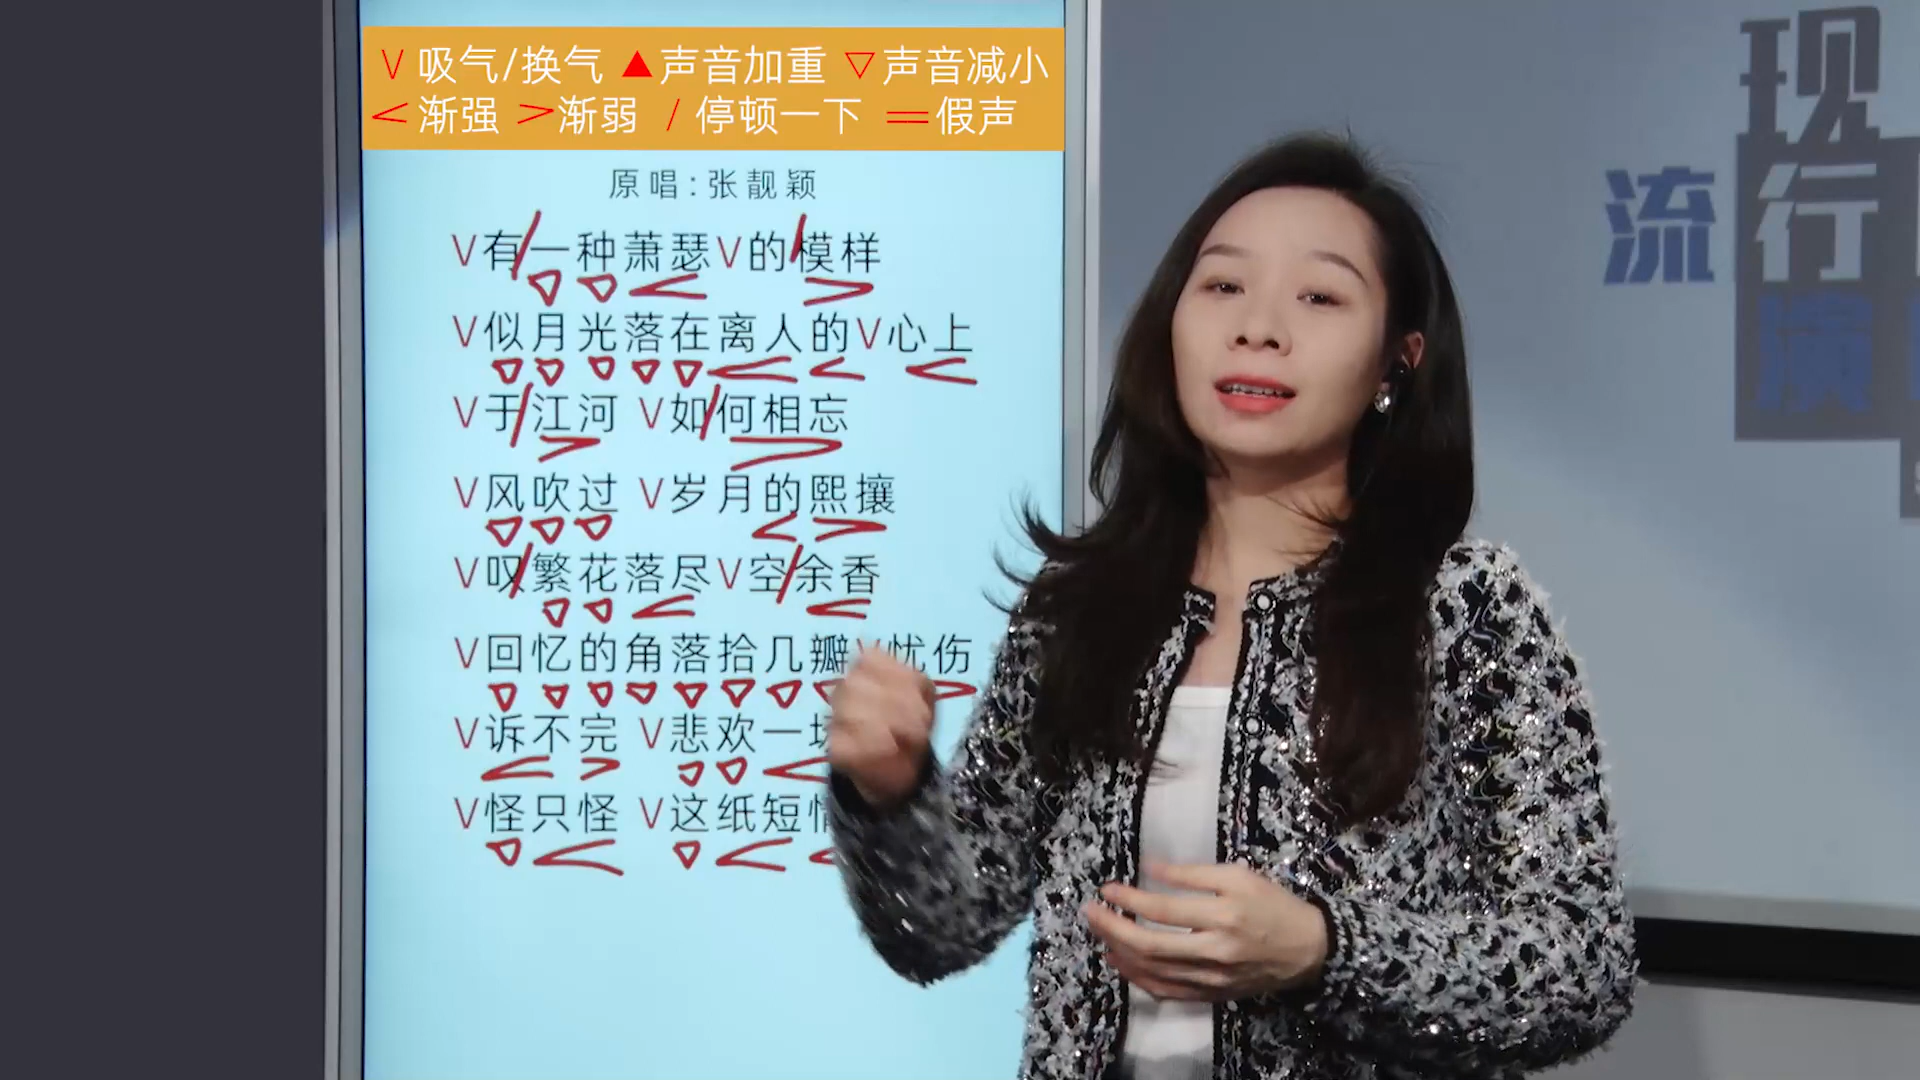 V 吸气/换气 ▲声音加重 ▽声音减小
< 渐强 >渐弱 / 停顿一下 ═假声
原唱:张靓颖
V有/一种萧瑟V的/模样
V似月光落在离人的V心上
V于/江河 V如/何相忘
V风吹过 V岁月的熙攘
V叹/繁花落尽V空/余香
V回忆的角落拾几瓣V忧伤
V诉不完 V悲欢一场
V怪只怪 V这纸短情
现
流行
演